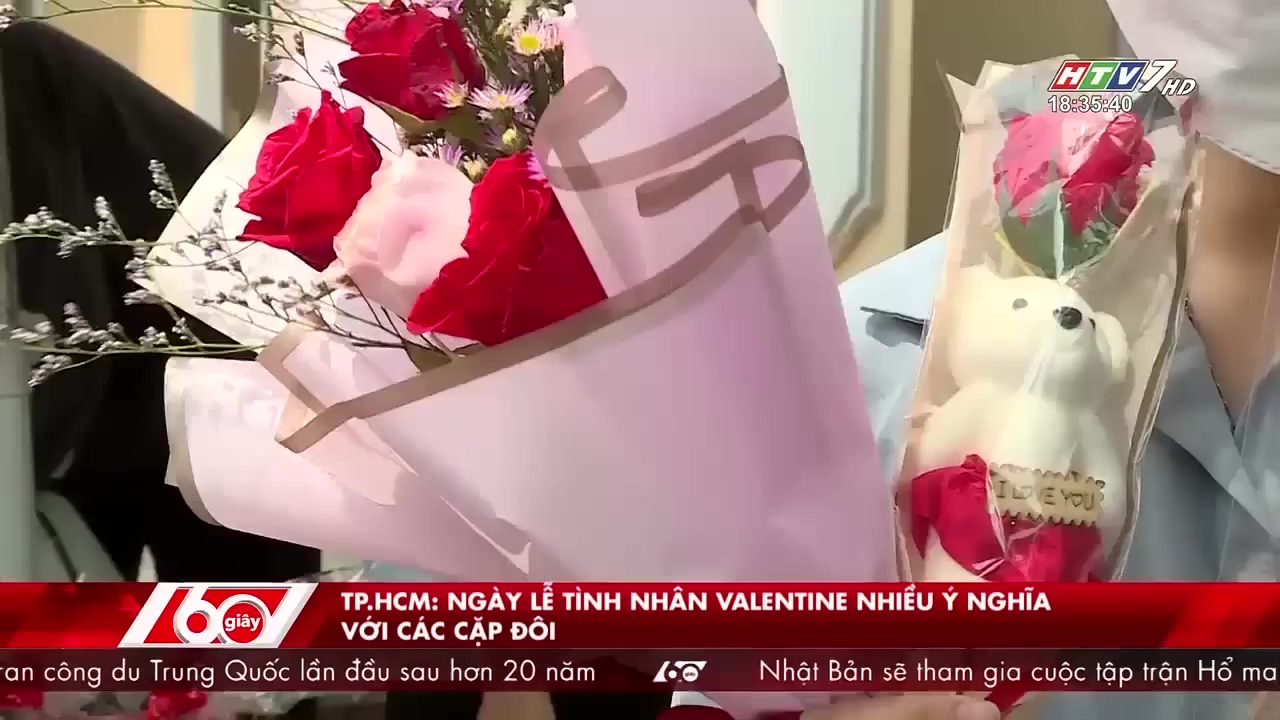 HTV7 HD
18:35:40
I LOVE YOU
60 giây
TP.HCM: NGÀY LỄ TÌNH NHÂN VALENTINE NHIỀU Ý NGHĨA
VỚI CÁC CẶP ĐÔI
công du Trung Quốc lần đầu sau hơn 20 năm 60 Nhật Bản sẽ tham gia cuộc tập trận Hổ